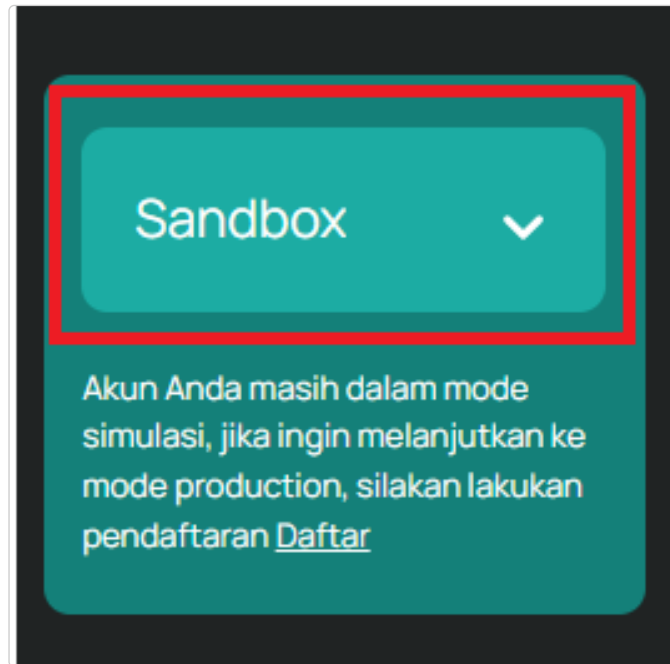 Sandbox
Akun Anda masih dalam mode
simulasi, jika ingin melanjutkan ke
mode production, silakan lakukan
pendaftaran Daftar